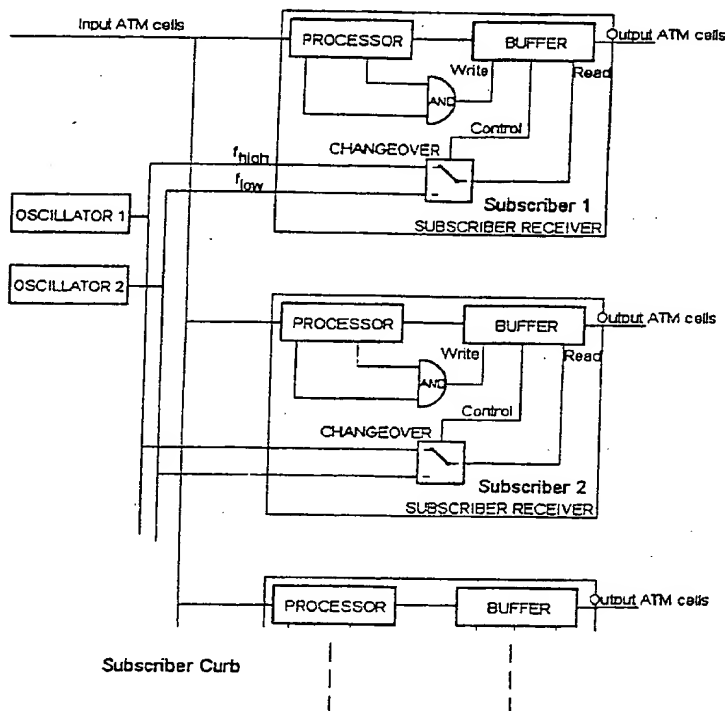 Input ATM cells
PROCESSOR
BUFFER
Output ATM cells
Write
Read
AND
Control
CHANGEOVER
fhigh
flow
OSCILLATOR 1
Subscriber 1
SUBSCRIBER RECEIVER
OSCILLATOR 2
PROCESSOR
BUFFER
Output ATM cells
Write
Read
AND
Control
CHANGEOVER
Subscriber 2
SUBSCRIBER RECEIVER
PROCESSOR
BUFFER
Output ATM cells
Subscriber Curb